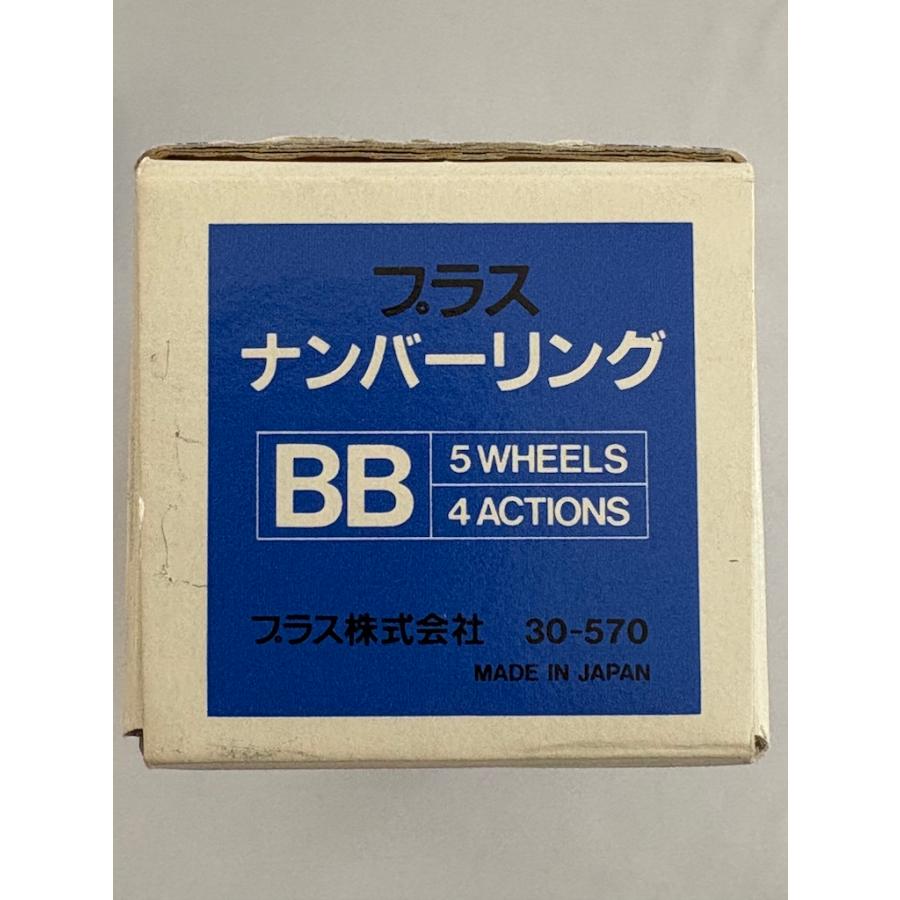 プラス
ナンバーリング
BB
5 WHEELS
4 ACTIONS
プラス株式会社 30-570
MADE IN JAPAN